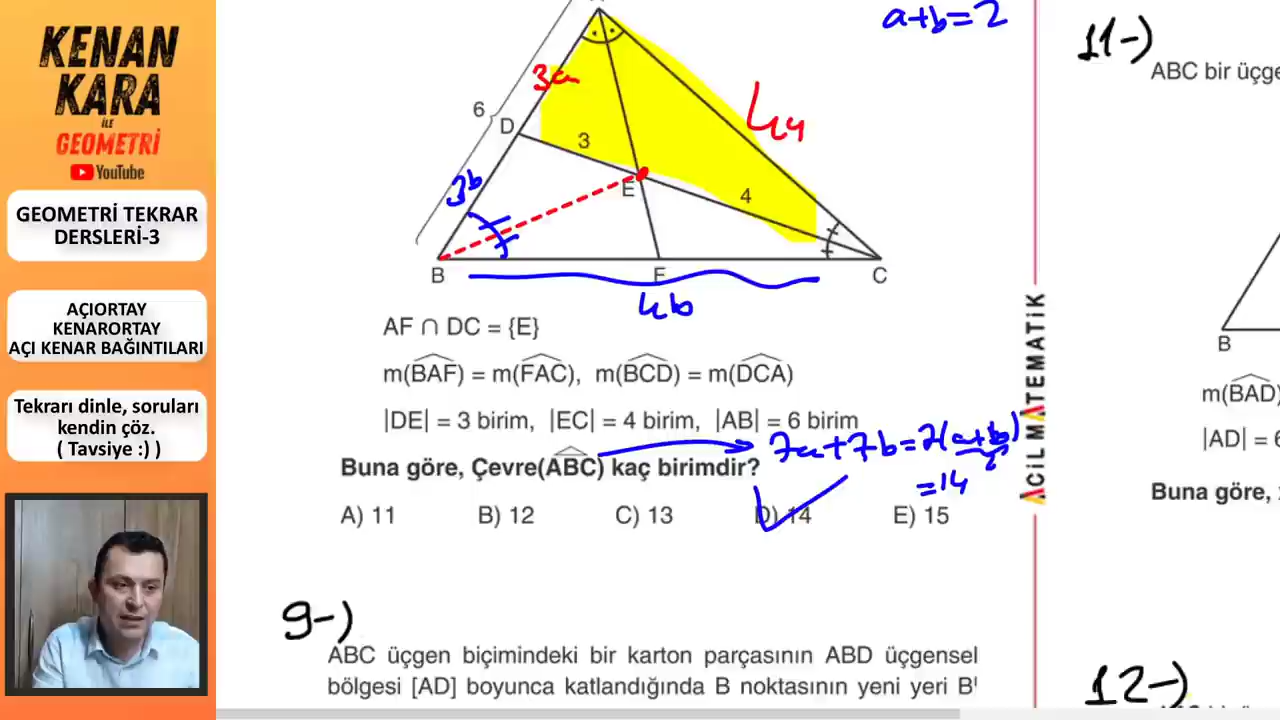 KENAN
KARA
İLE
GEOMETRİ
YouTube
GEOMETRİ TEKRAR
DERSLERİ-3
AÇIORTAY
KENARORTAY
AÇI KENAR BAĞINTILARI
Tekrarı dinle, soruları
kendin çöz.
( Tavsiye :) )
a+b=2
3a
6
D
3
4a
3b
E
4
B
F
C
4b
AF ∩ DC = {E}
m(BAF) = m(FAC), m(BCD) = m(DCA)
|DE| = 3 birim, |EC| = 4 birim, |AB| = 6 birim
7a+7b=7(a+b)
2
=14
Buna göre, Çevre(ABC) kaç birimdir?
A) 11 B) 12 C) 13 D) 14 E) 15
9-)
ABC üçgen biçimindeki bir karton parçasının ABD üçgensel
bölgesi [AD] boyunca katlandığında B noktasının yeni yeri B'
AÇILMATEMATİK
11-)
ABC bir üçge
B
m(BAD)
|AD| = 6
Buna göre,
12-)